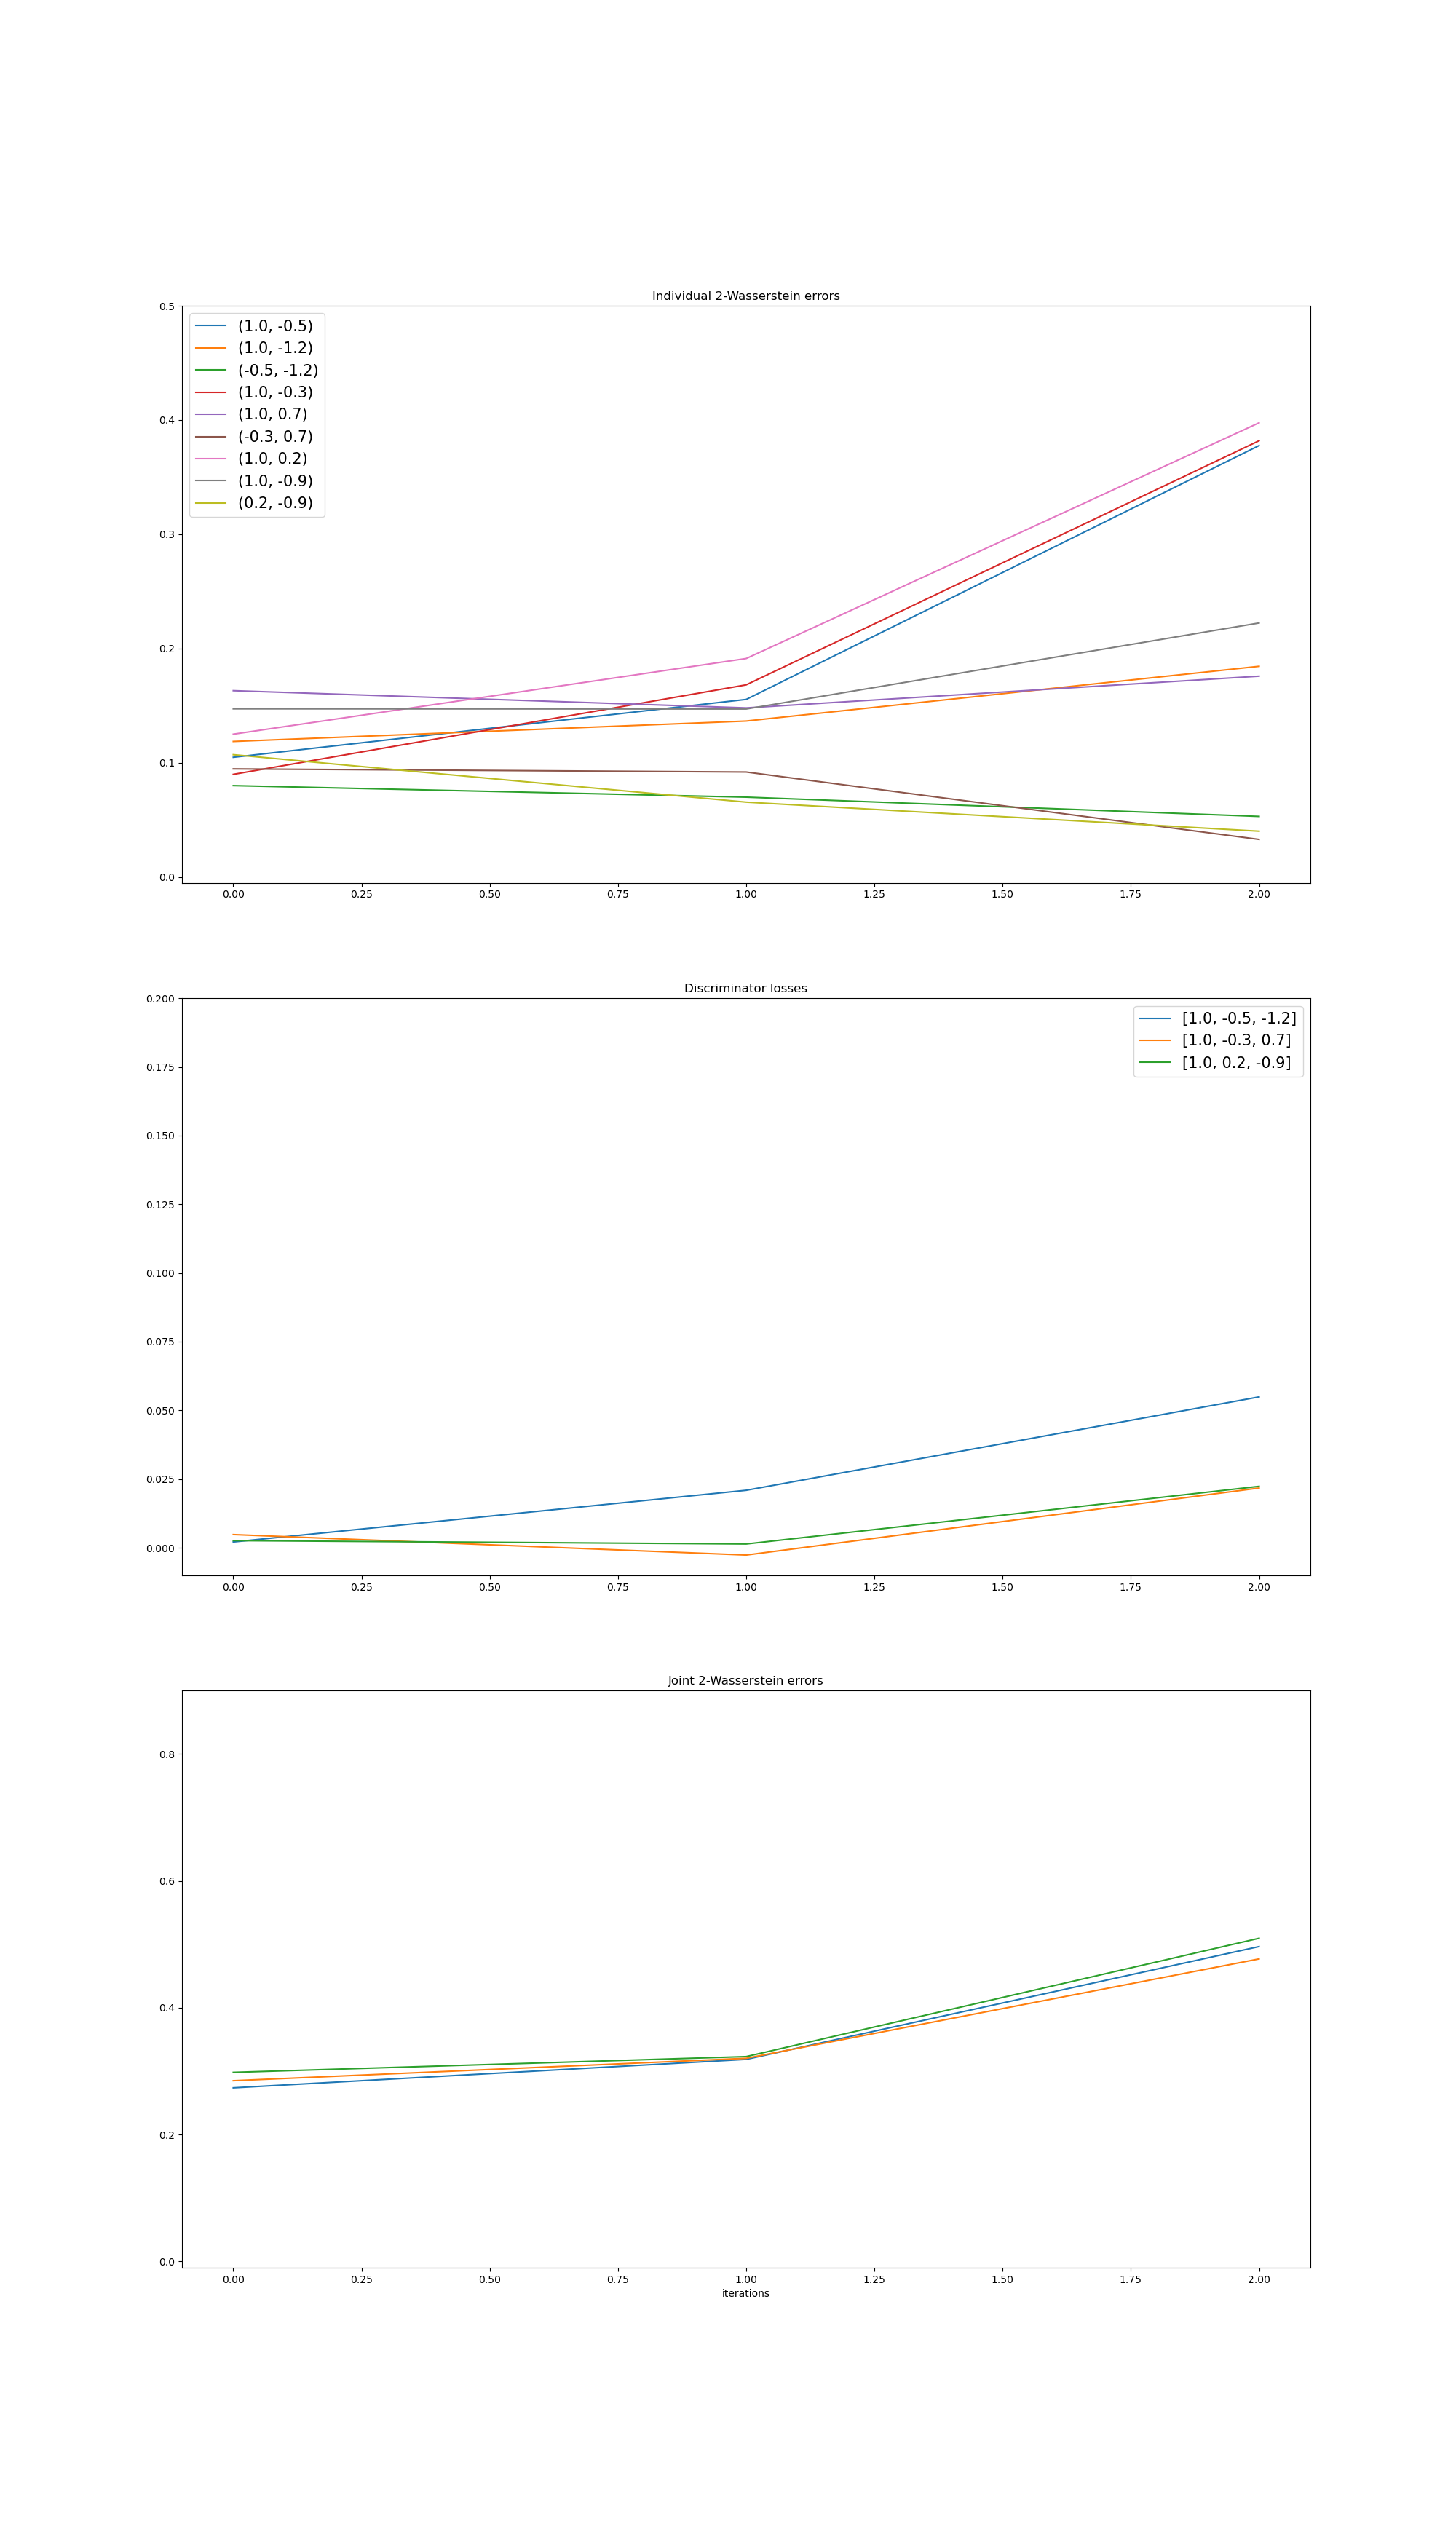 Individual 2-Wasserstein errors
0.5
0.4
0.3
0.2
0.1
0.0
(1.0, -0.5)
(1.0, -1.2)
(-0.5, -1.2)
(1.0, -0.3)
(1.0, 0.7)
(-0.3, 0.7)
(1.0, 0.2)
(1.0, -0.9)
(0.2, -0.9)
0.00 0.25 0.50 0.75 1.00 1.25 1.50 1.75 2.00
Discriminator losses
0.200
0.175
0.150
0.125
0.100
0.075
0.050
0.025
0.000
[1.0, -0.5, -1.2]
[1.0, -0.3, 0.7]
[1.0, 0.2, -0.9]
0.00 0.25 0.50 0.75 1.00 1.25 1.50 1.75 2.00
Joint 2-Wasserstein errors
0.8
0.6
0.4
0.2
0.0
0.00 0.25 0.50 0.75 1.00 1.25 1.50 1.75 2.00
iterations